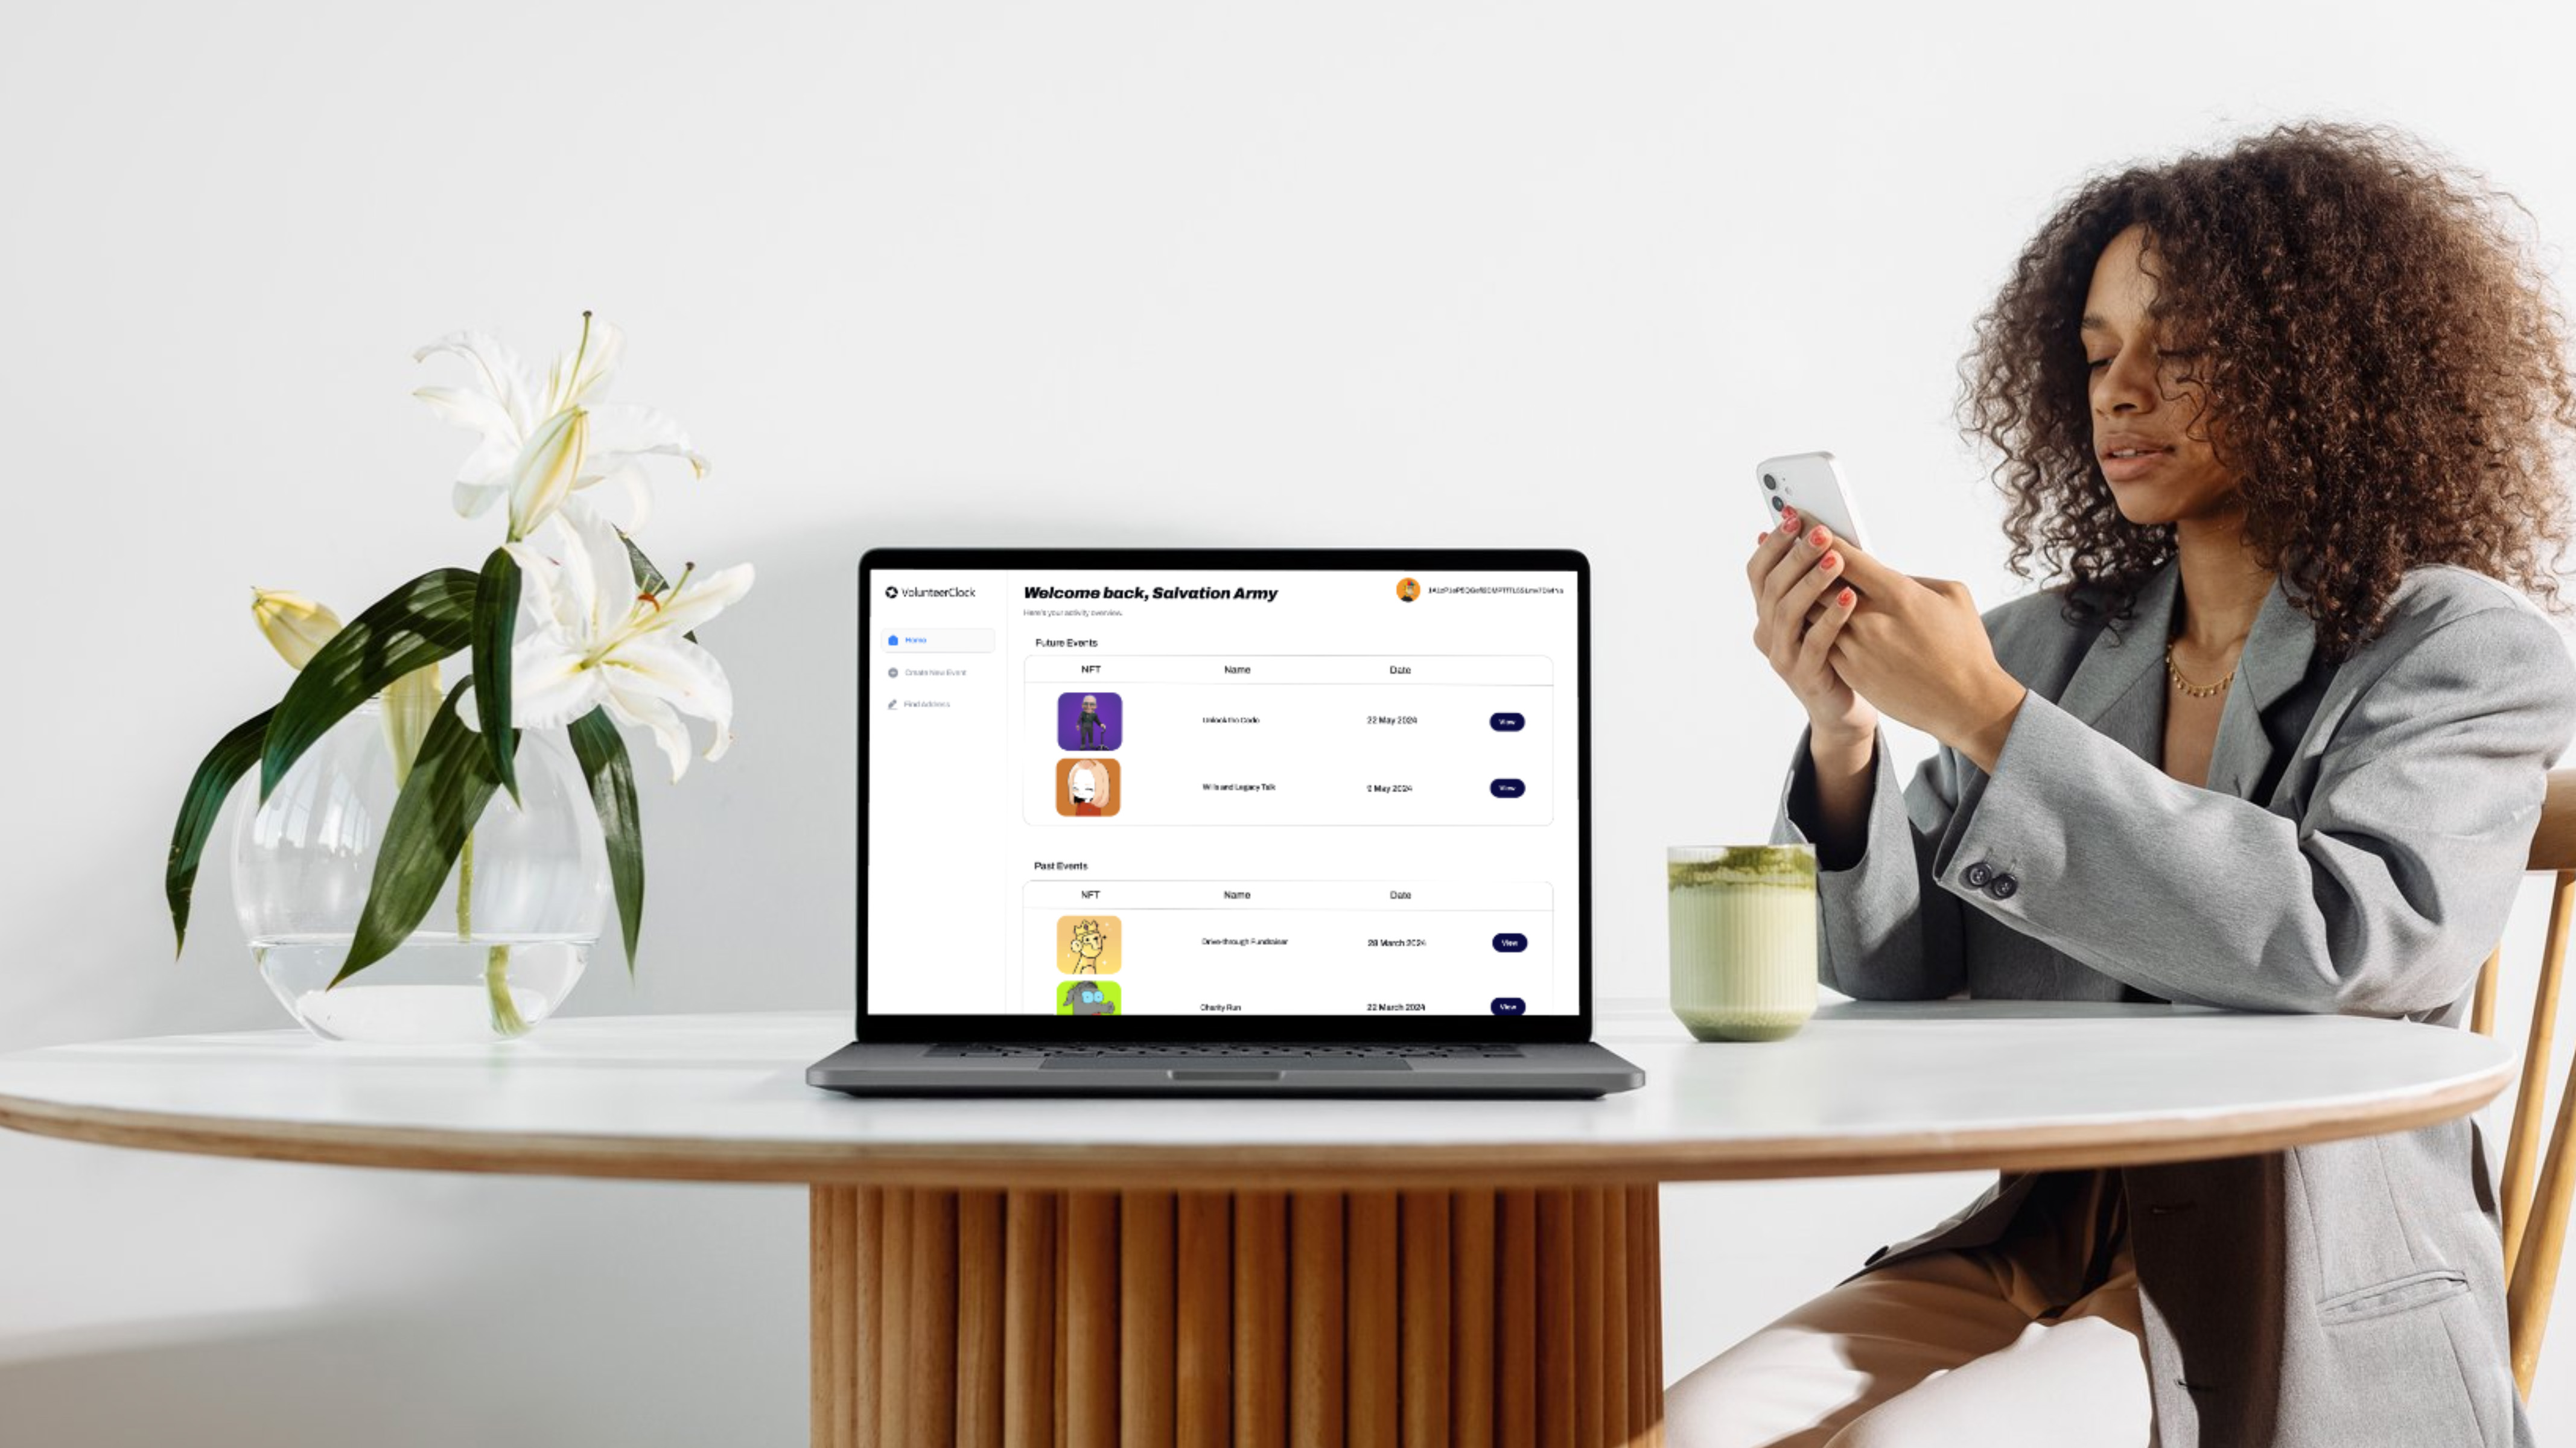 VolunteerClock
Home
Create New Event
Find Address
Welcome back, Salvation Army
Here's your activity overview.
Future Events
NFT Name Date
Unlock the Code 22 May 2024 View
Wills and Legacy Talk 9 May 2024 View
Past Events
NFT Name Date
Drive-through Fundraiser 28 March 2024 View
Charity Run 22 March 2024 View